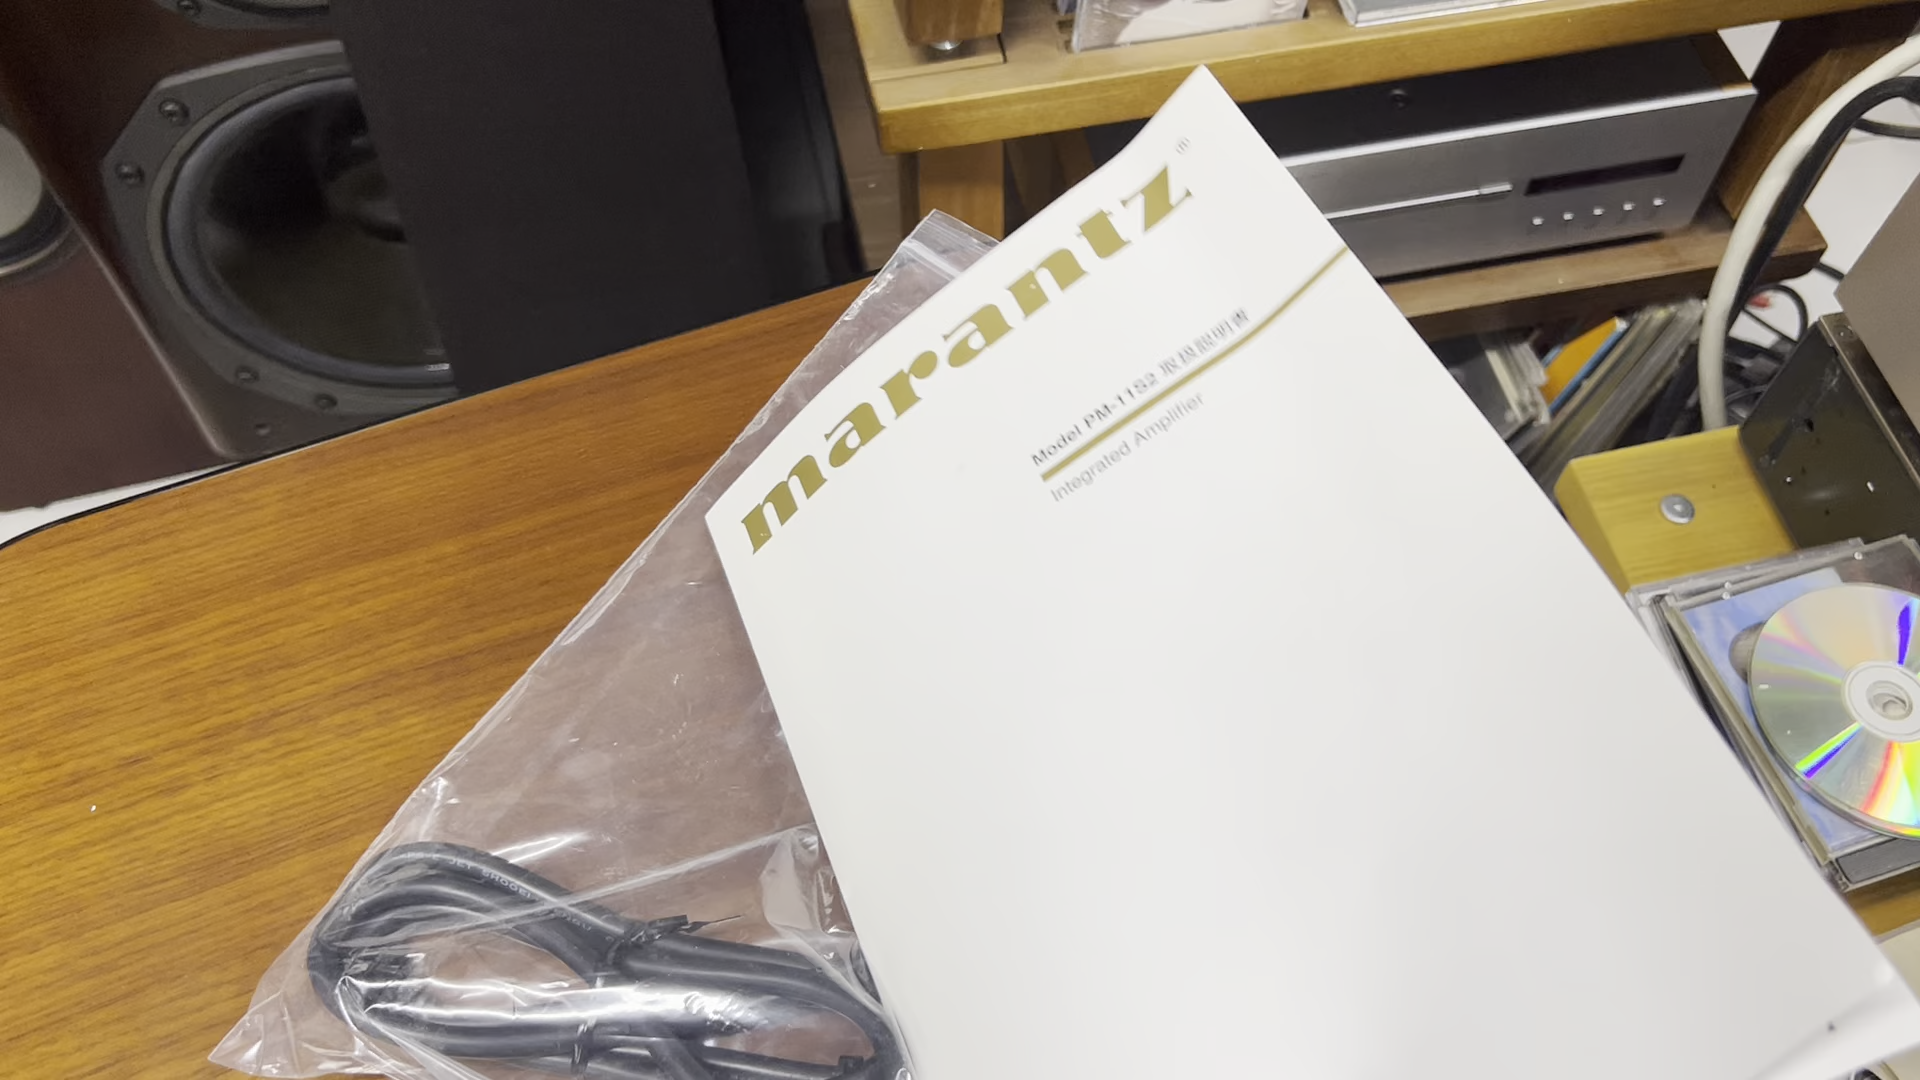 marantz®
Model PM-11S2 取扱説明書
Integrated Amplifier